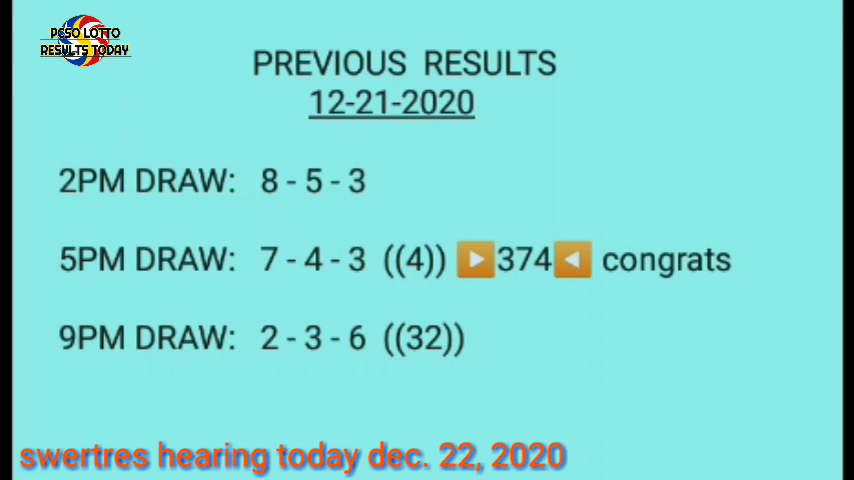 PCSO LOTTO
RESULTS TODAY
PREVIOUS RESULTS
12-21-2020
2PM DRAW: 8 - 5 - 3
5PM DRAW: 7 - 4 - 3 ((4)) ▶374◀ congrats
9PM DRAW: 2 - 3 - 6 ((32))
swertres hearing today dec. 22, 2020